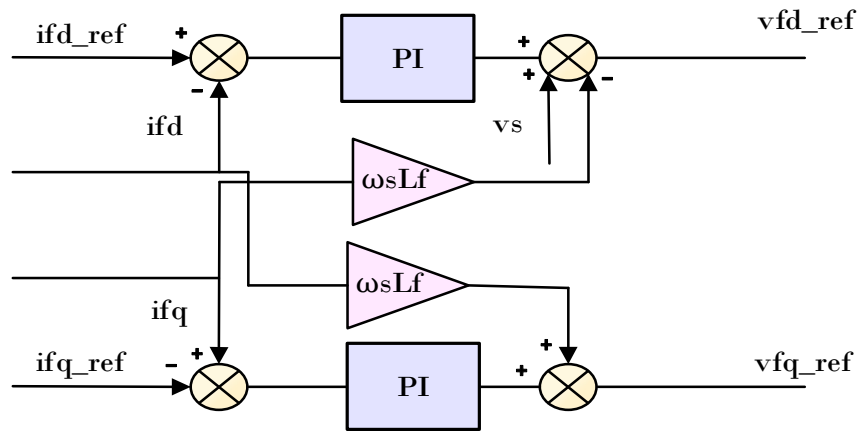 ifd_ref + PI + vfd_ref
- + -
ifd vs
ωsLf
ωsLf
ifq
ifq_ref - + PI + + vfq_ref